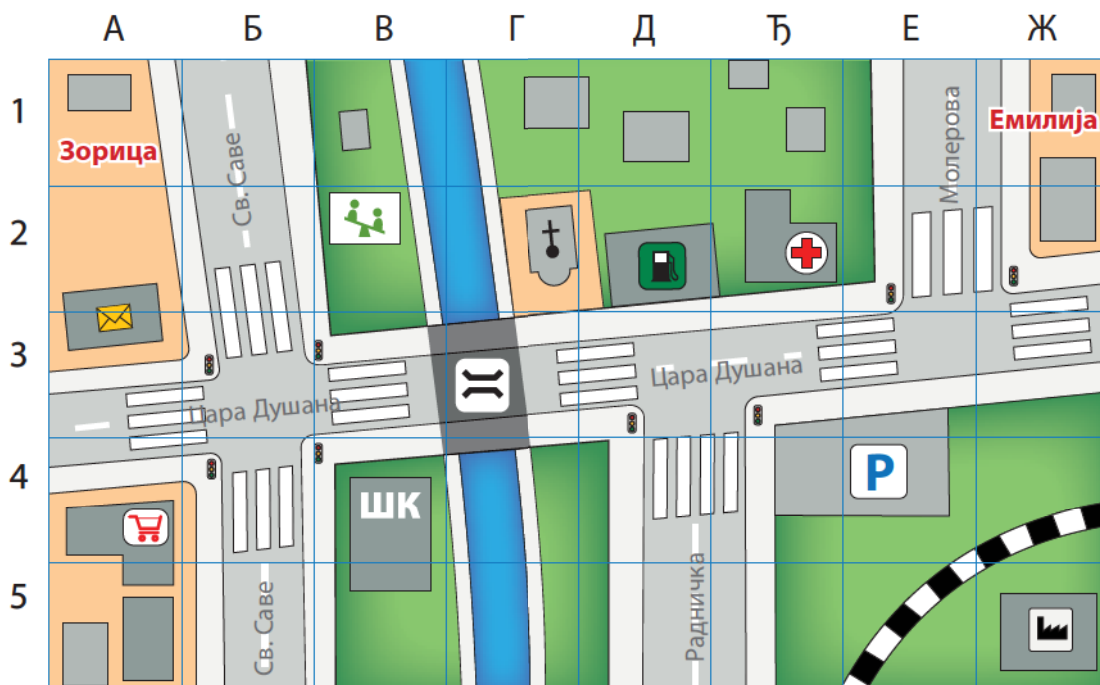 А Б В Г Д Ђ Е Ж
1
Молерова
Емилија
Зорица
Св. Саве
2
3
Цара Душана
Цара Душана
4
ШК
P
Радничка
5
Св. Саве